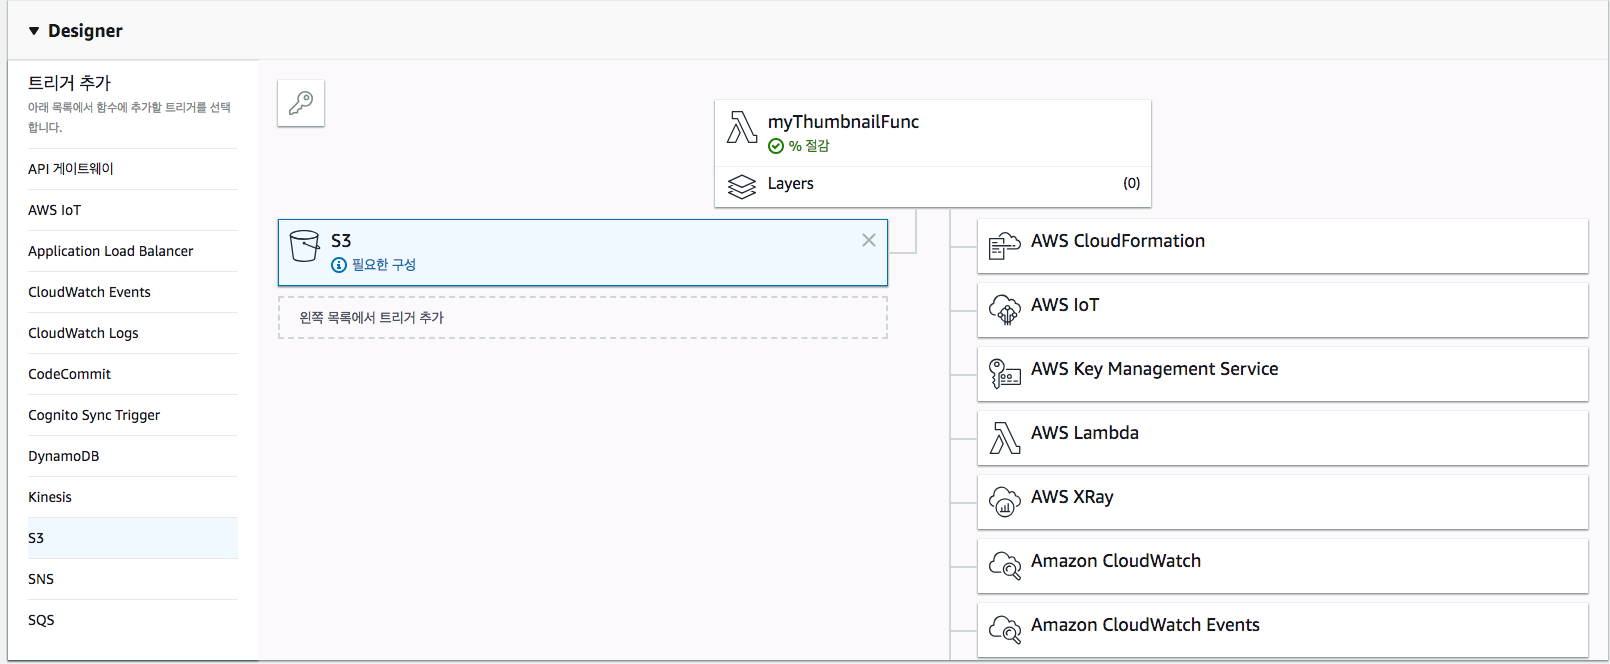 Designer
트리거 추가
아래 목록에서 함수에 추가할 트리거를 선택
합니다.
API 게이트웨이
AWS IoT
Application Load Balancer
CloudWatch Events
CloudWatch Logs
CodeCommit
Cognito Sync Trigger
DynamoDB
Kinesis
S3
SNS
SQS
myThumbnailFunc
% 절감
Layers (0)
S3
필요한 구성
왼쪽 목록에서 트리거 추가
AWS CloudFormation
AWS IoT
AWS Key Management Service
AWS Lambda
AWS XRay
Amazon CloudWatch
Amazon CloudWatch Events